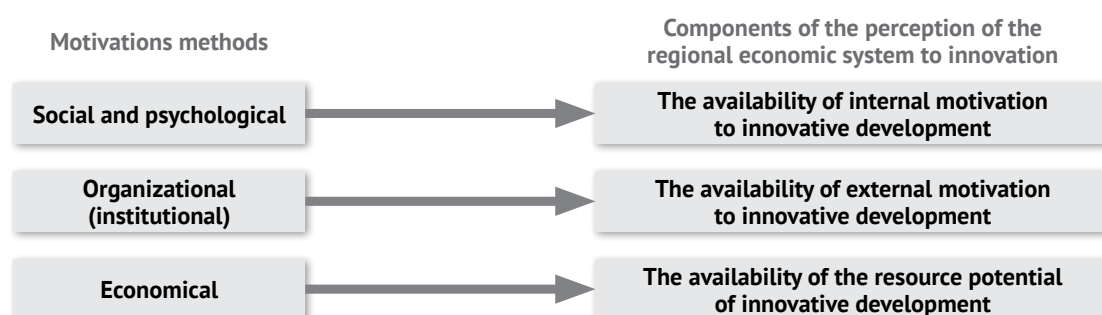 Motivations methods
Components of the perception of the
regional economic system to innovation
Social and psychological
The availability of internal motivation
to innovative development
Organizational
(institutional)
The availability of external motivation
to innovative development
Economical
The availability of the resource potential
of innovative development